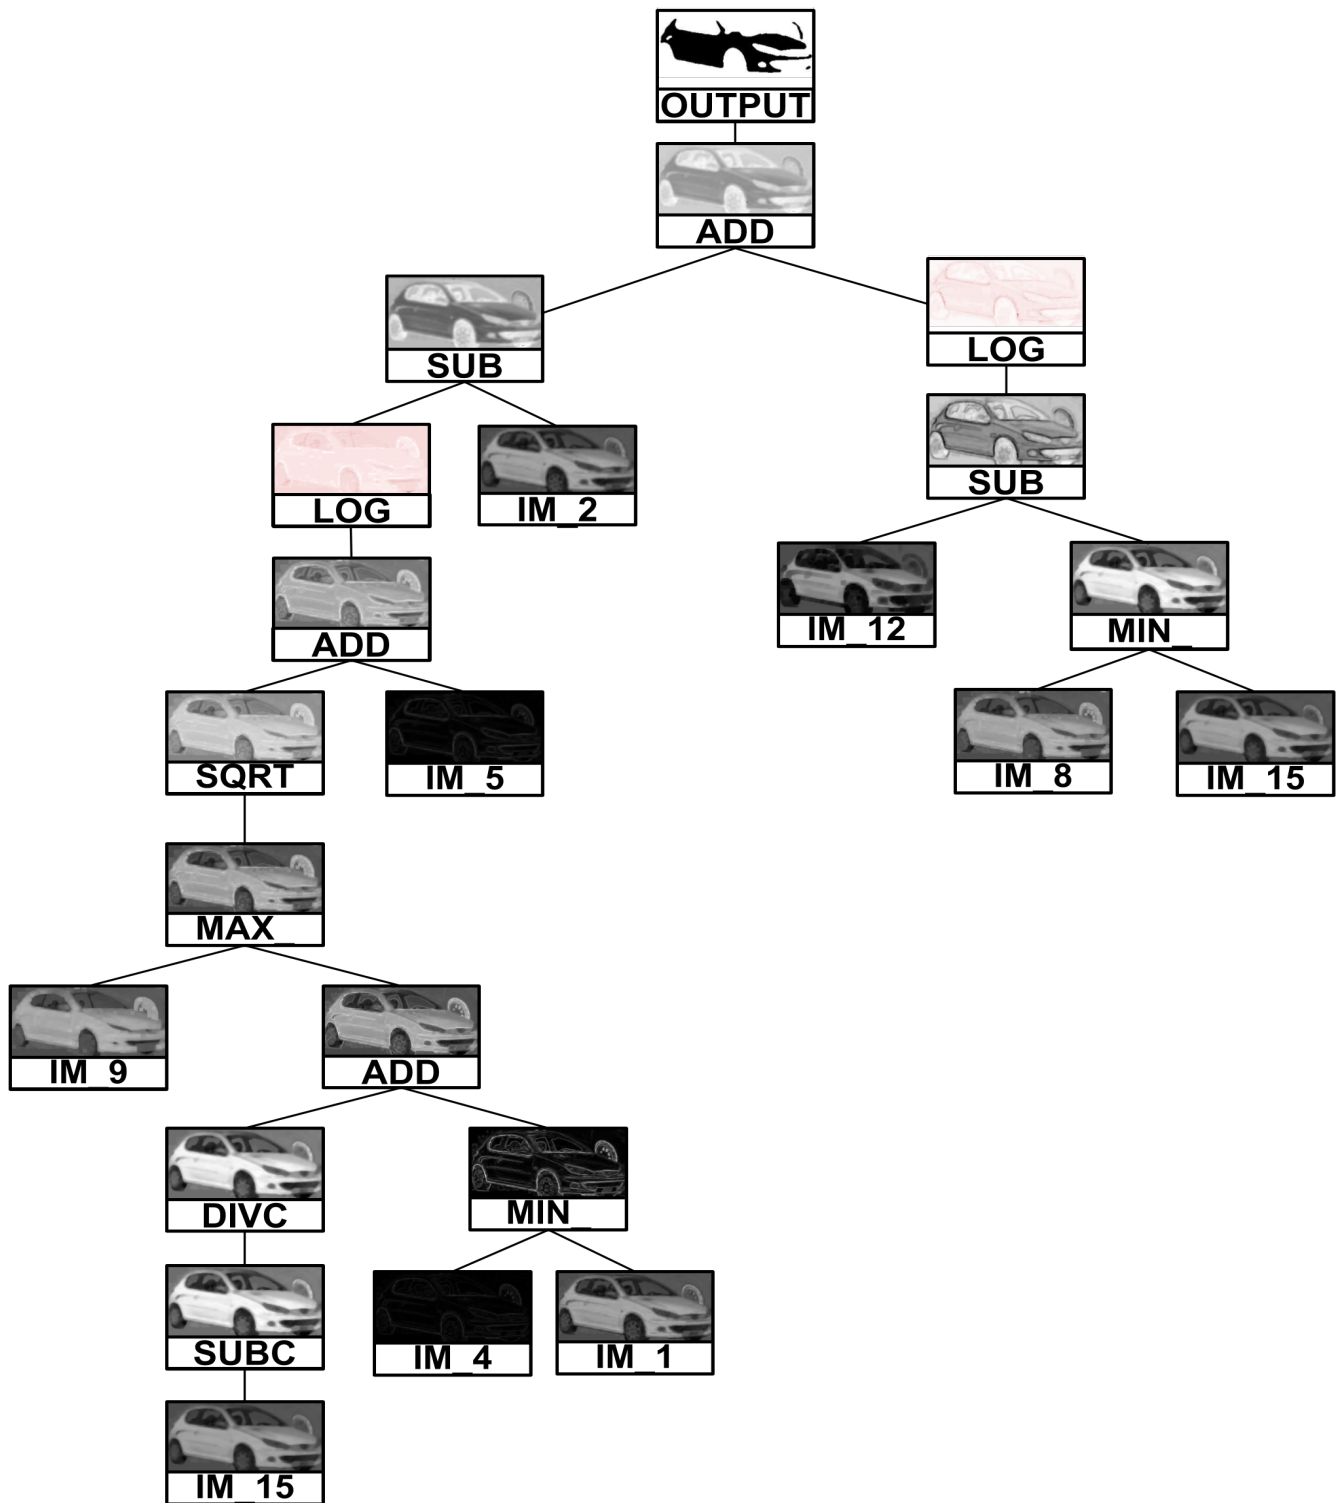 OUTPUT
ADD
SUB
LOG
LOG
IM_2
SUB
ADD
IM_12
MIN_
SQRT
IM_5
IM_8
IM_15
MAX_
IM_9
ADD
DIVC
MIN_
SUBC
IM_4
IM_1
IM_15